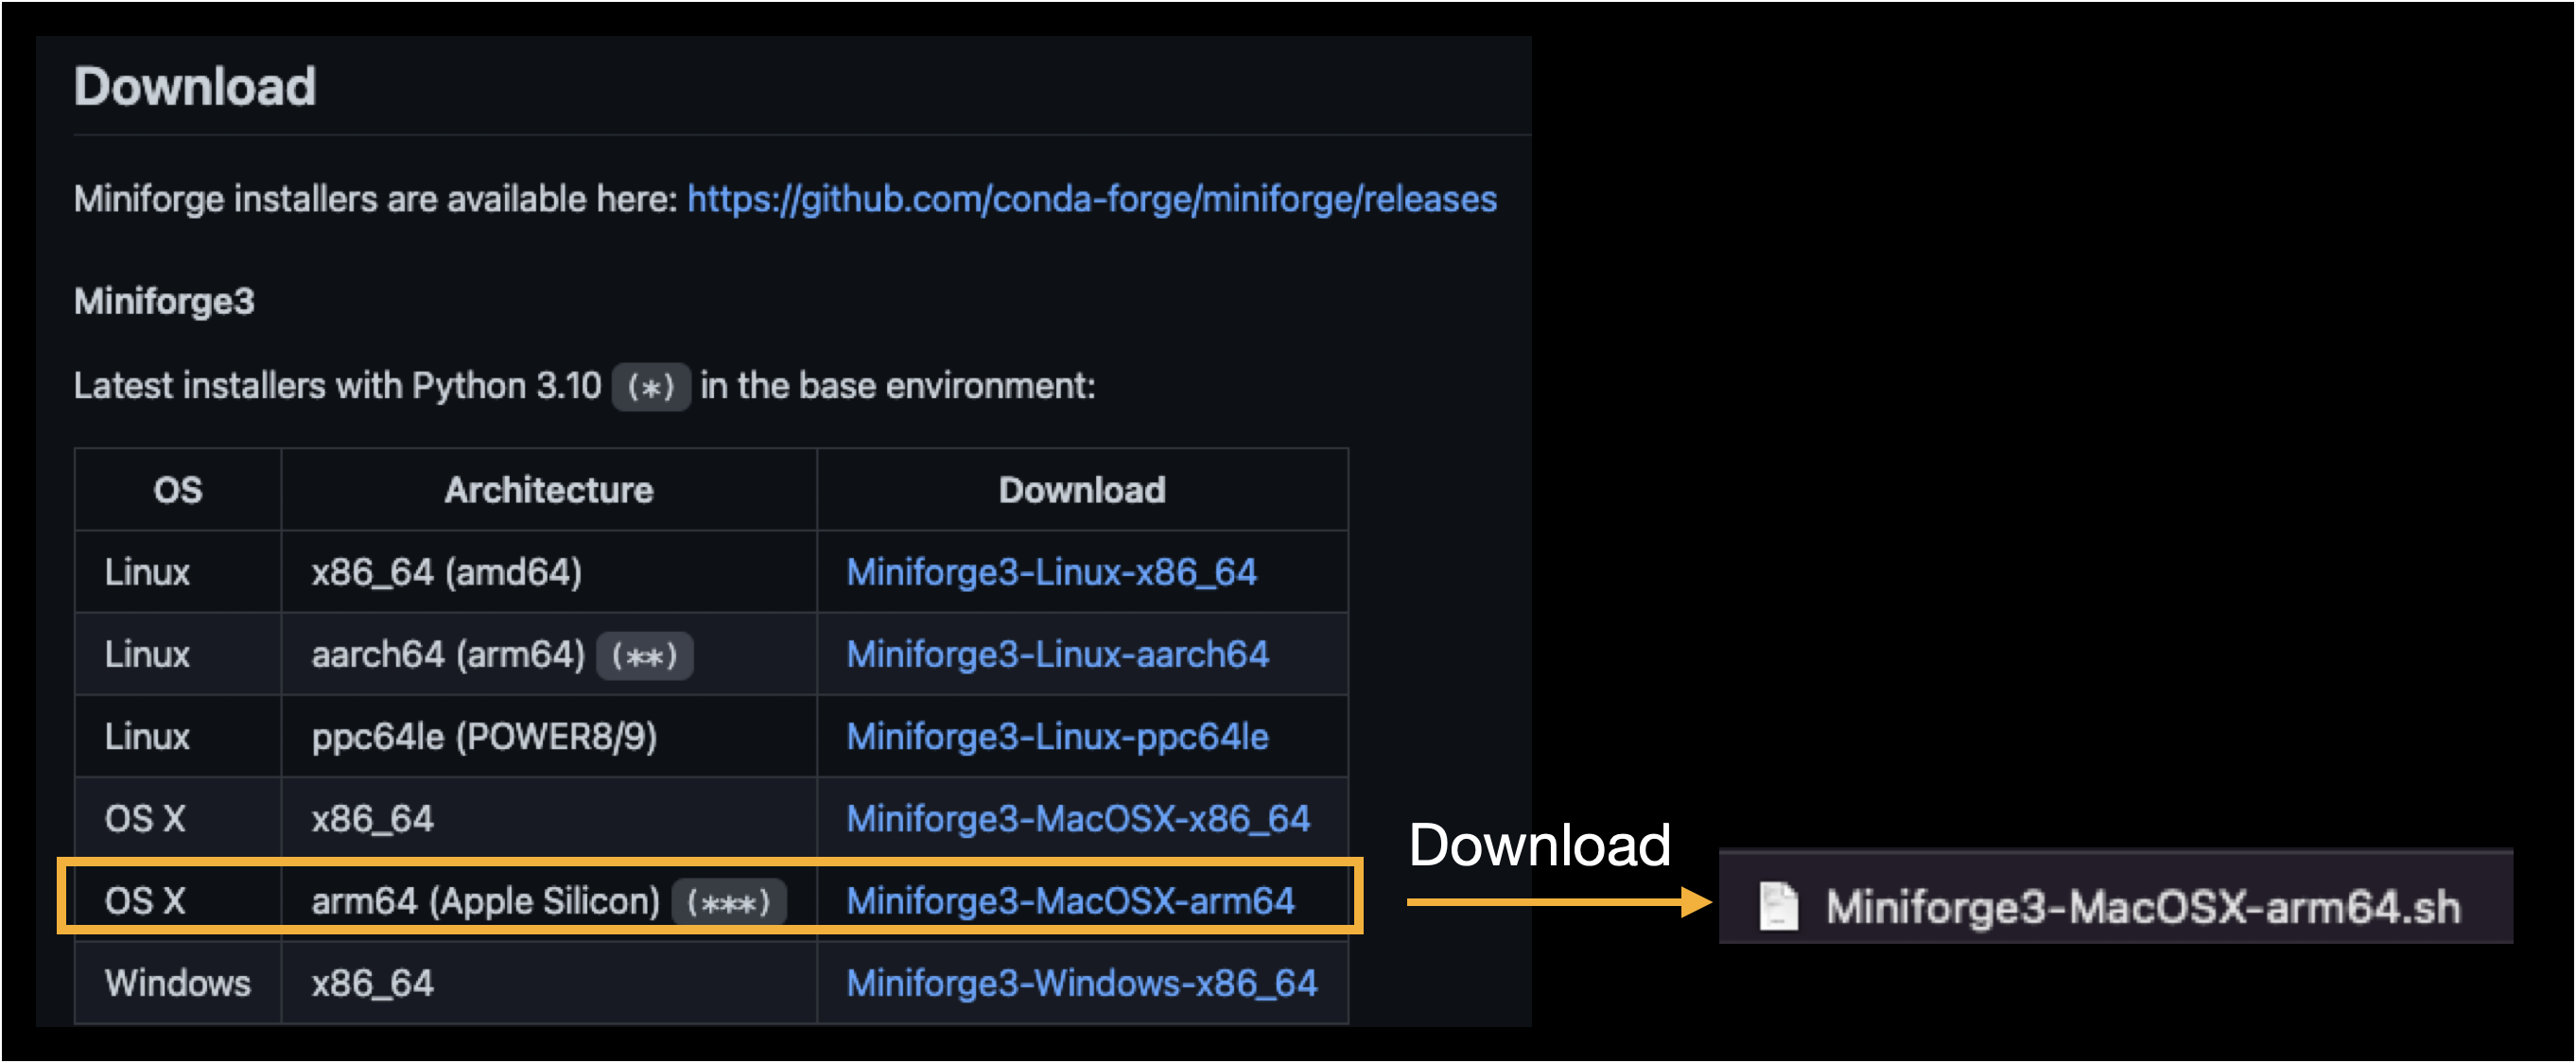 Download
Miniforge installers are available here: https://github.com/conda-forge/miniforge/releases
Miniforge3
Latest installers with Python 3.10 (*) in the base environment:
OS Architecture Download
Linux x86_64 (amd64) Miniforge3-Linux-x86_64
Linux aarch64 (arm64) (**) Miniforge3-Linux-aarch64
Linux ppc64le (POWER8/9) Miniforge3-Linux-ppc64le
OS X x86_64 Miniforge3-MacOSX-x86_64
OS X arm64 (Apple Silicon) (***) Miniforge3-MacOSX-arm64
Windows x86_64 Miniforge3-Windows-x86_64
Download
Miniforge3-MacOSX-arm64.sh